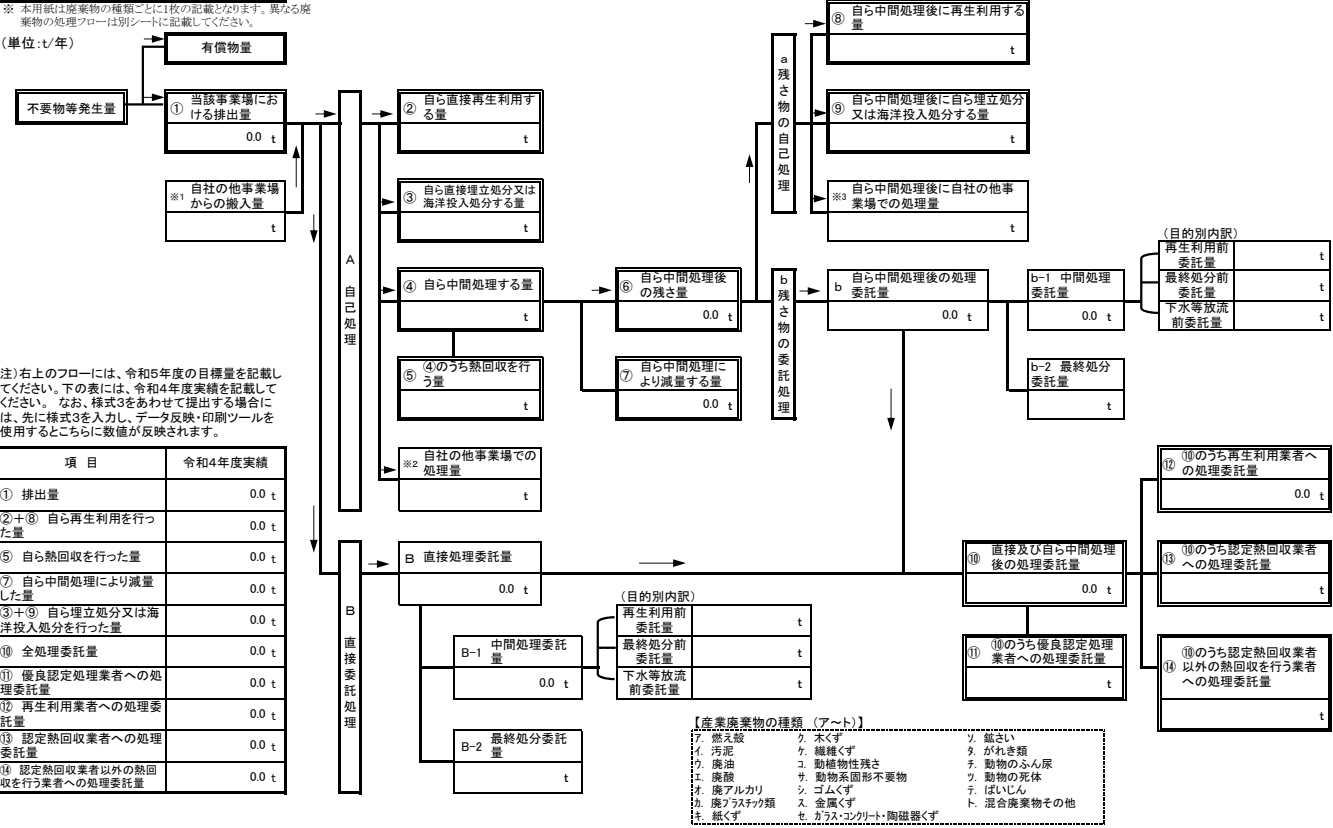 ※ 本用紙は廃棄物の種類ごとに1枚の記載となります。異なる廃
棄物の処理フローは別シートに記載してください。
(単位:t/年)
有償物量
不要物等発生量
① 当該事業場にお
ける排出量
0.0 t
※1 自社の他事業場
からの搬入量
t
A 自己処理
② 自ら直接再生利用す
る量
t
③ 自ら直接埋立処分又は
海洋投入処分する量
t
④ 自ら中間処理する量
t
⑤ ④のうち熱回収を行
う量
t
※2 自社の他事業場での
処理量
t
⑥ 自ら中間処理後
の残さ量
0.0 t
⑦ 自ら中間処理に
より減量する量
0.0 t
a 残さ物の自己処理
⑧ 自ら中間処理後に再生利用する
量
t
⑨ 自ら中間処理後に自ら埋立処分
又は海洋投入処分する量
t
※3 自ら中間処理後に自社の他事
業場での処理量
t
b 残さ物の委託処理
b 自ら中間処理後の処理
委託量
0.0 t
b-1 中間処理
委託量
0.0 t
b-2 最終処分
委託量
t
(目的別内訳)
再生利用前
委託量
t
最終処分前
委託量
t
下水等放流
前委託量
t
注)右上のフローには、令和5年度の目標量を記載し
てください。下の表には、令和4年度実績を記載して
ください。 なお、様式3をあわせて提出する場合に
は、先に様式3を入力し、データ反映・印刷ツールを
使用するとこちらに数値が反映されます。
項 目 令和4年度実績
① 排出量 0.0 t
②+⑧ 自ら再生利用を行っ
た量
0.0 t
⑤ 自ら熱回収を行った量 0.0 t
⑦ 自ら中間処理により減量
した量
0.0 t
③+⑨ 自ら埋立処分又は海
洋投入処分を行った量
0.0 t
⑩ 全処理委託量 0.0 t
⑪ 優良認定処理業者への処
理委託量
0.0 t
⑫ 再生利用業者への処理委
託量
0.0 t
⑬ 認定熱回収業者への処理
委託量
0.0 t
⑭ 認定熱回収業者以外の熱回
収を行う業者への処理委託量
0.0 t
B 直接委託処理
B 直接処理委託量
0.0 t
B-1 中間処理委託
量
0.0 t
B-2 最終処分委託
量
t
(目的別内訳)
再生利用前
委託量
t
最終処分前
委託量
t
下水等放流
前委託量
t
⑩ 直接及び自ら中間処理
後の処理委託量
0.0 t
⑪ ⑩のうち優良認定処理
業者への処理委託量
t
⑫ ⑩のうち再生利用業者へ
の処理委託量
0.0 t
⑬ ⑩のうち認定熱回収業者
への処理委託量
t
⑭ ⑩のうち認定熱回収業者
以外の熱回収を行う業者
への処理委託量
t
【産業廃棄物の種類 (ア~ト)】
ア. 燃え殻 ク. 木くず ソ. 鉱さい
イ. 汚泥 ケ. 繊維くず タ. がれき類
ウ. 廃油 コ. 動植物性残さ チ. 動物のふん尿
エ. 廃酸 サ. 動物系固形不要物 ツ. 動物の死体
オ. 廃アルカリ シ. ゴムくず テ. ばいじん
カ. 廃プラスチック類 ス. 金属くず ト. 混合廃棄物その他
キ. 紙くず セ. ガラス・コンクリート・陶磁器くず